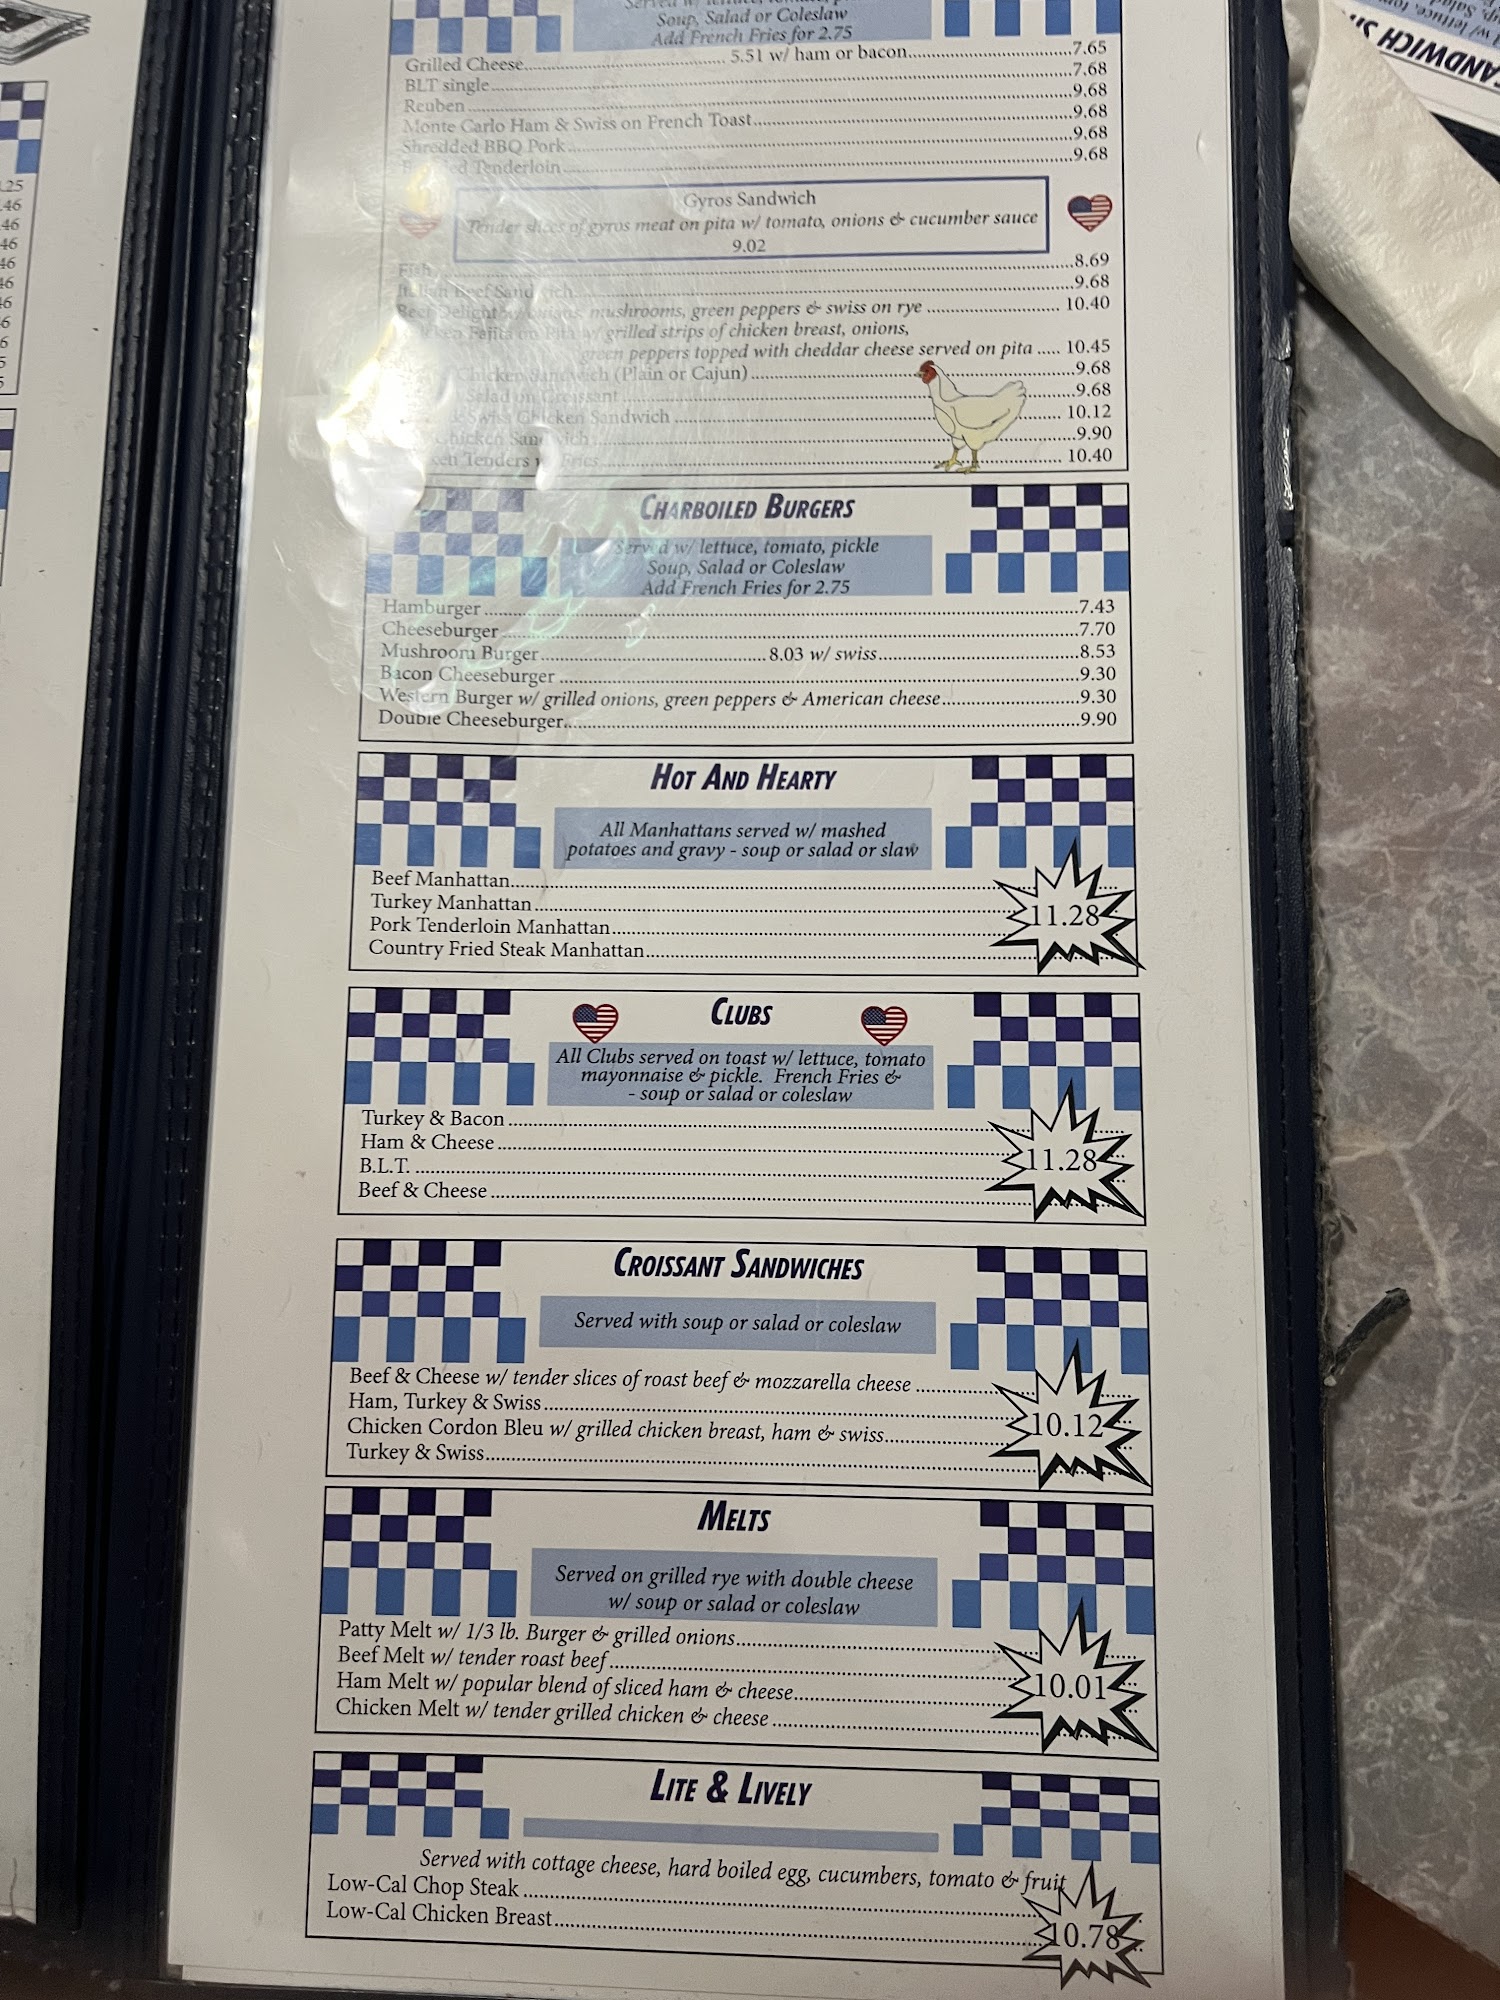 Served w/ lettuce, tomato,
Soup, Salad or Coleslaw
Add French Fries for 2.75
Grilled Cheese 5.51 w/ ham or bacon 7.65
BLT single 7.68
Reuben 9.68
Monte Carlo Ham & Swiss on French Toast 9.68
Shredded BBQ Pork 9.68
Tenderloin 9.68
Gyros Sandwich
Tender slices of gyros meat on pita w/ tomato, onions & cucumber sauce
9.02
Fish 8.69
Italian Beef Sandwich 9.68
Beef Delight w/ onions, mushrooms, green peppers & swiss on rye 10.40
Chicken Fajita on Pita w/ grilled strips of chicken breast, onions,
green peppers topped with cheddar cheese served on pita 10.45
Chicken Sandwich (Plain or Cajun) 9.68
Salad on Croissant 9.68
& Swiss Chicken Sandwich 10.12
Chicken Sandwich 9.90
Tenders w/ Fries 10.40
CHARBOILED BURGERS
Served w/ lettuce, tomato, pickle
Soup, Salad or Coleslaw
Add French Fries for 2.75
Hamburger 7.43
Cheeseburger 7.70
Mushroom Burger 8.03 w/ swiss 8.53
Bacon Cheeseburger 9.30
Western Burger w/ grilled onions, green peppers & American cheese 9.30
Double Cheeseburger 9.90
HOT AND HEARTY
All Manhattans served w/ mashed
potatoes and gravy - soup or salad or slaw
Beef Manhattan
Turkey Manhattan
11.28
Pork Tenderloin Manhattan
Country Fried Steak Manhattan
CLUBS
All Clubs served on toast w/ lettuce, tomato
mayonnaise & pickle. French Fries &
- soup or salad or coleslaw
Turkey & Bacon
Ham & Cheese
11.28
B.L.T.
Beef & Cheese
CROISSANT SANDWICHES
Served with soup or salad or coleslaw
Beef & Cheese w/ tender slices of roast beef & mozzarella cheese
Ham, Turkey & Swiss
10.12
Chicken Cordon Bleu w/ grilled chicken breast, ham & swiss
Turkey & Swiss
MELTS
Served on grilled rye with double cheese
w/ soup or salad or coleslaw
Patty Melt w/ 1/3 lb. Burger & grilled onions
Beef Melt w/ tender roast beef
10.01
Ham Melt w/ popular blend of sliced ham & cheese
Chicken Melt w/ tender grilled chicken & cheese
LITE & LIVELY
Served with cottage cheese, hard boiled egg, cucumbers, tomato & fruit
Low-Cal Chop Steak
Low-Cal Chicken Breast
10.78
.25
.46
.46
46
46